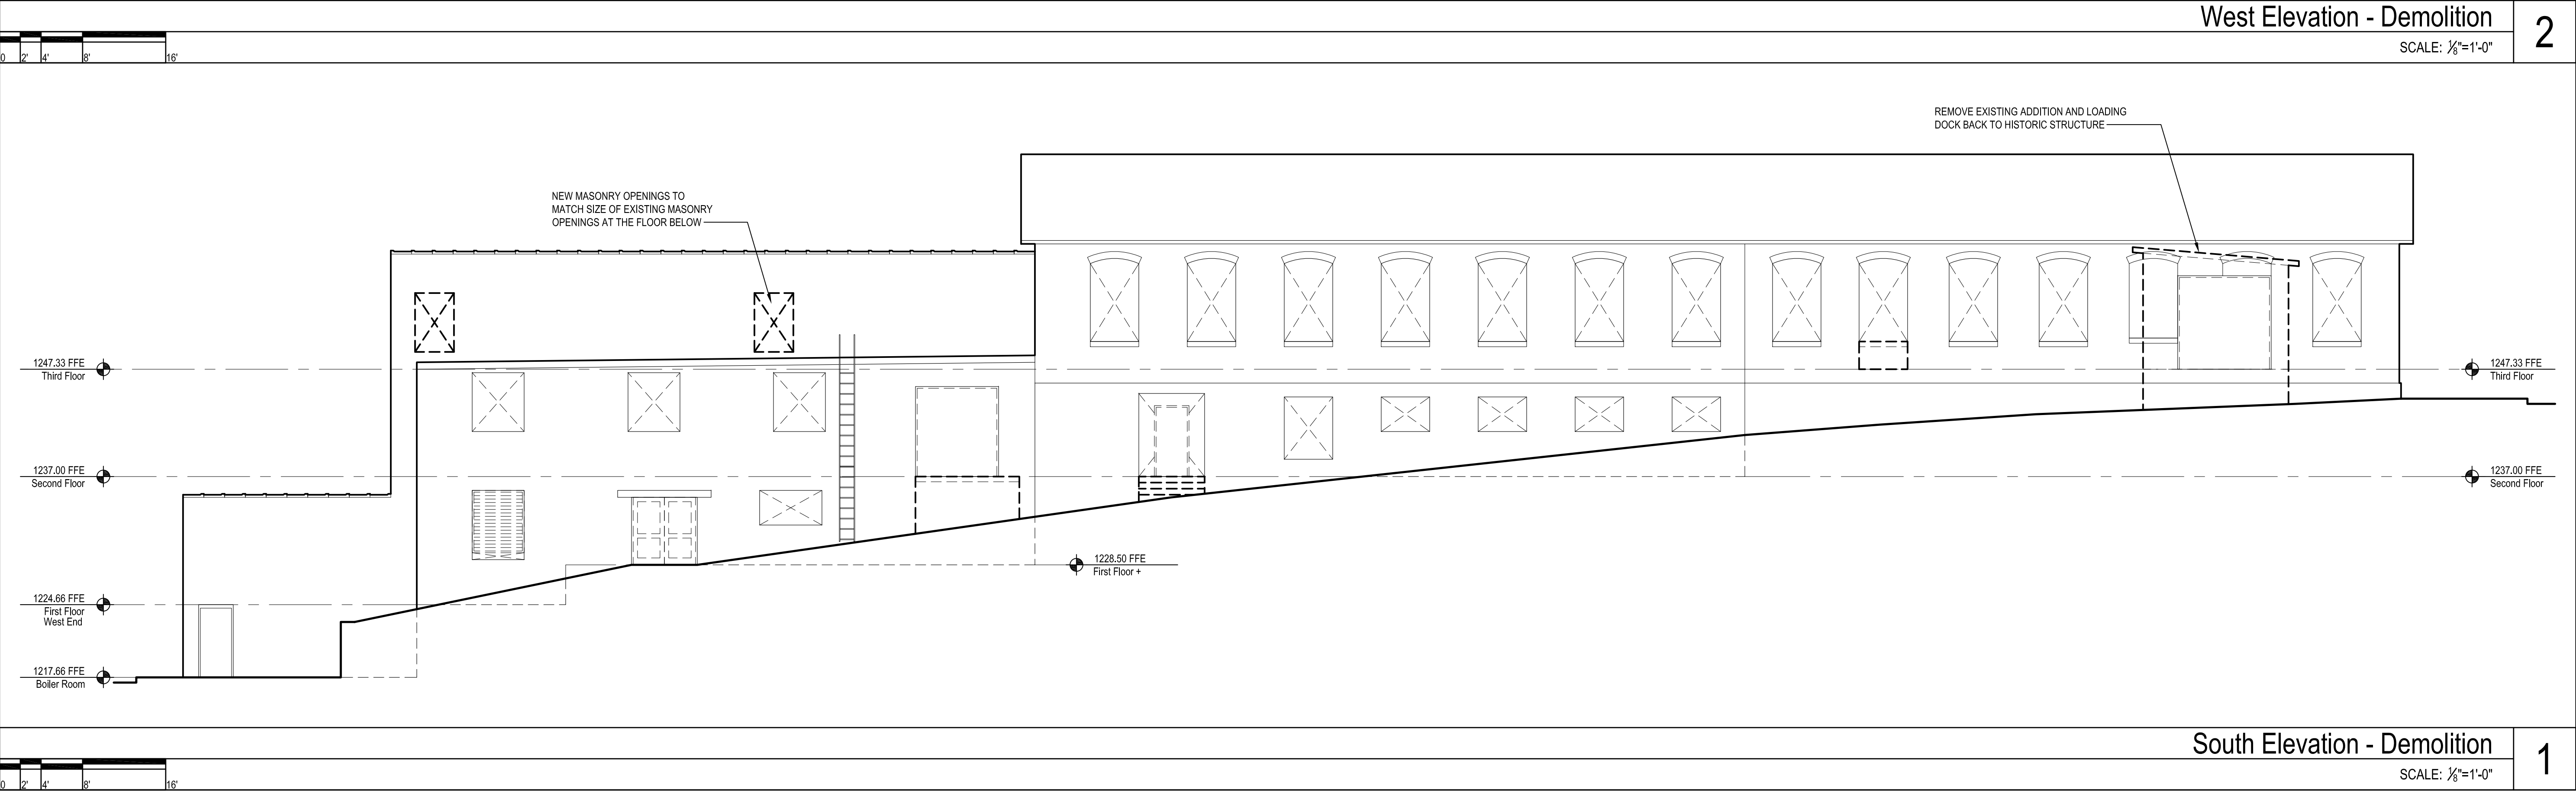 West Elevation - Demolition
2
SCALE: ⅛"=1'-0"
0 2' 4' 8' 16'
REMOVE EXISTING ADDITION AND LOADING
DOCK BACK TO HISTORIC STRUCTURE
NEW MASONRY OPENINGS TO
MATCH SIZE OF EXISTING MASONRY
OPENINGS AT THE FLOOR BELOW
1247.33 FFE
Third Floor
1247.33 FFE
Third Floor
1237.00 FFE
Second Floor
1237.00 FFE
Second Floor
1228.50 FFE
First Floor +
1224.66 FFE
First Floor
West End
1217.66 FFE
Boiler Room
South Elevation - Demolition
1
SCALE: ⅛"=1'-0"
0 2' 4' 8' 16'